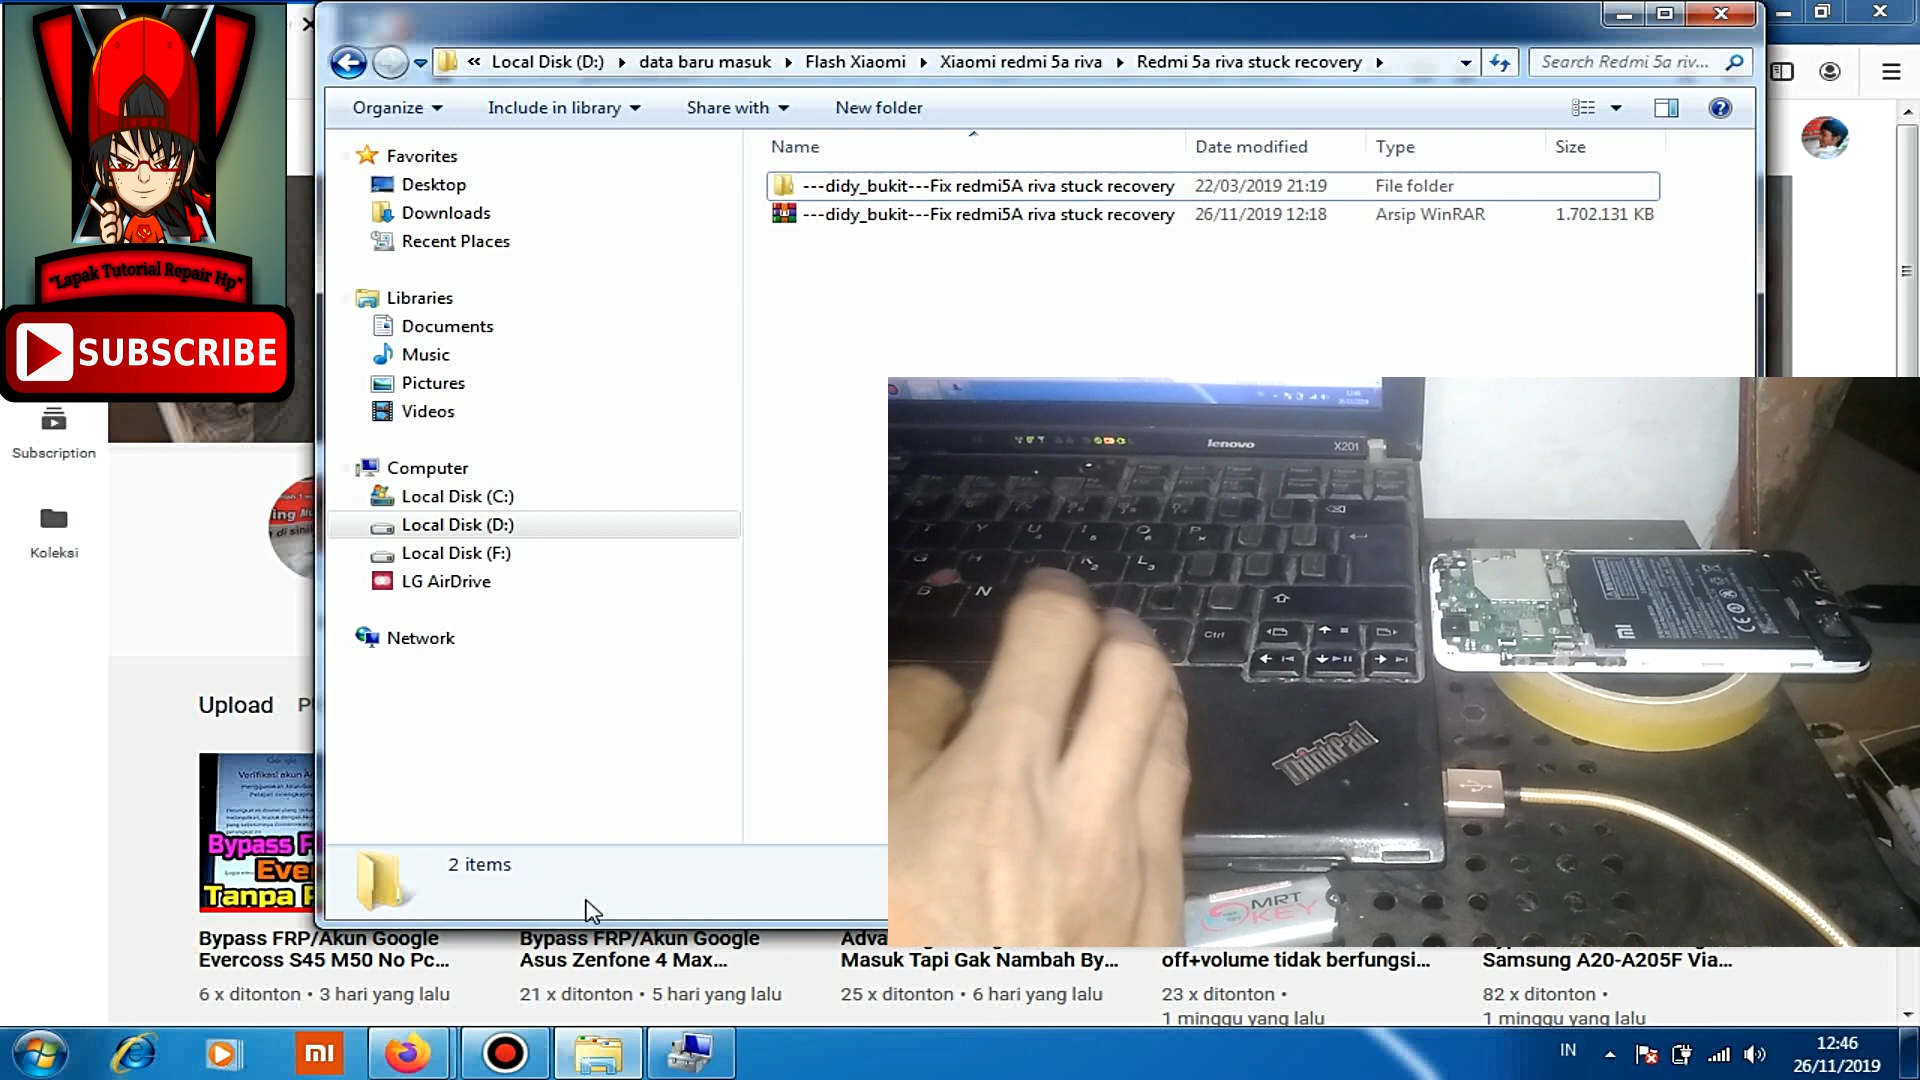 "Lapak Tutorial Repair Hp"
SUBSCRIBE
Subscription
Koleksi
« Local Disk (D:) data baru masuk Flash Xiaomi Xiaomi redmi 5a riva Redmi 5a riva stuck recovery
Search Redmi 5a riv...
Organize
Include in library
Share with
New folder
Name
Date modified
Type
Size
---didy_bukit---Fix redmi5A riva stuck recovery 22/03/2019 21:19 File folder
---didy_bukit---Fix redmi5A riva stuck recovery 26/11/2019 12:18 Arsip WinRAR 1.702.131 KB
Favorites
Desktop
Downloads
Recent Places
Libraries
Documents
Music
Pictures
Videos
Computer
Local Disk (C:)
Local Disk (D:)
Local Disk (F:)
LG AirDrive
Network
2 items
lenovo
X201
Ctrl
ThinkPad
MRT
KEY
Upload
Bypass F
Eve
Tanpa
Bypass FRP/Akun Google
Evercoss S45 M50 No Pc...
6 x ditonton • 3 hari yang lalu
Bypass FRP/Akun Google
Asus Zenfone 4 Max...
21 x ditonton • 5 hari yang lalu
Masuk Tapi Gak Nambah By...
25 x ditonton • 6 hari yang lalu
off+volume tidak berfungsi...
23 x ditonton •
1 minggu yang lalu
Samsung A20-A205F Via...
82 x ditonton •
1 minggu yang lalu
IN
12:46
26/11/2019